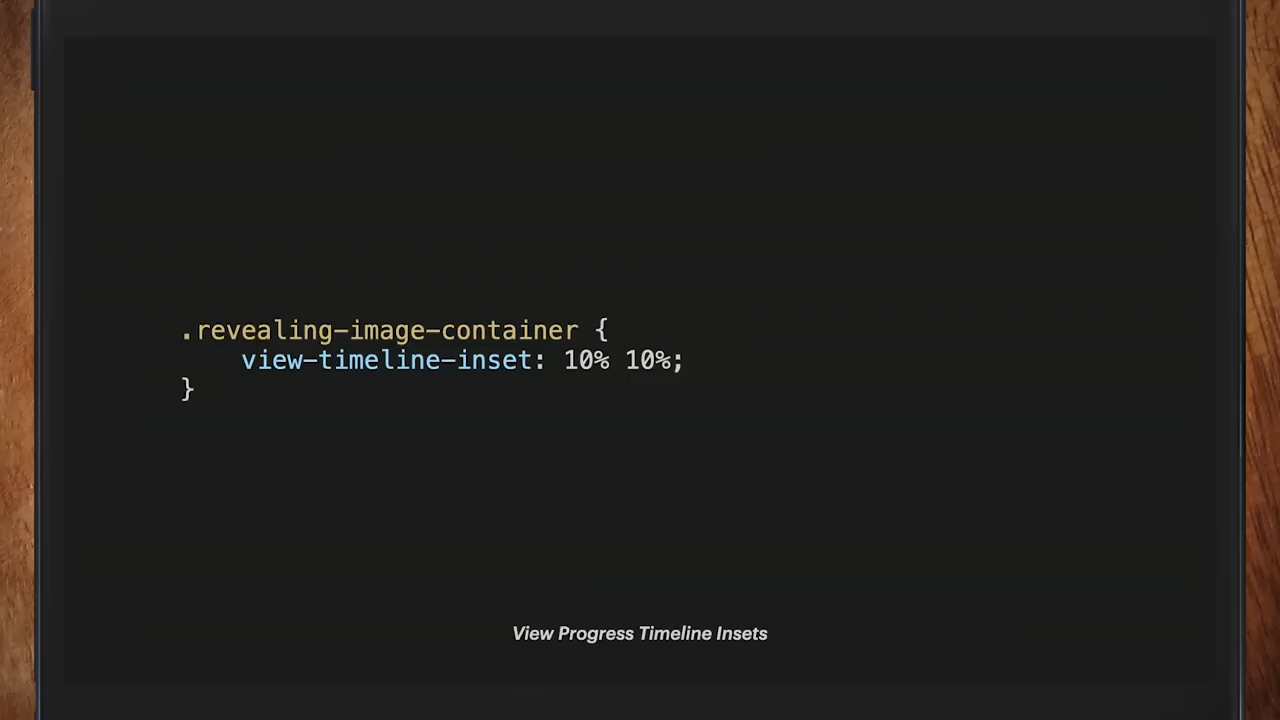 .revealing-image-container {
    view-timeline-inset: 10% 10%;
}
View Progress Timeline Insets